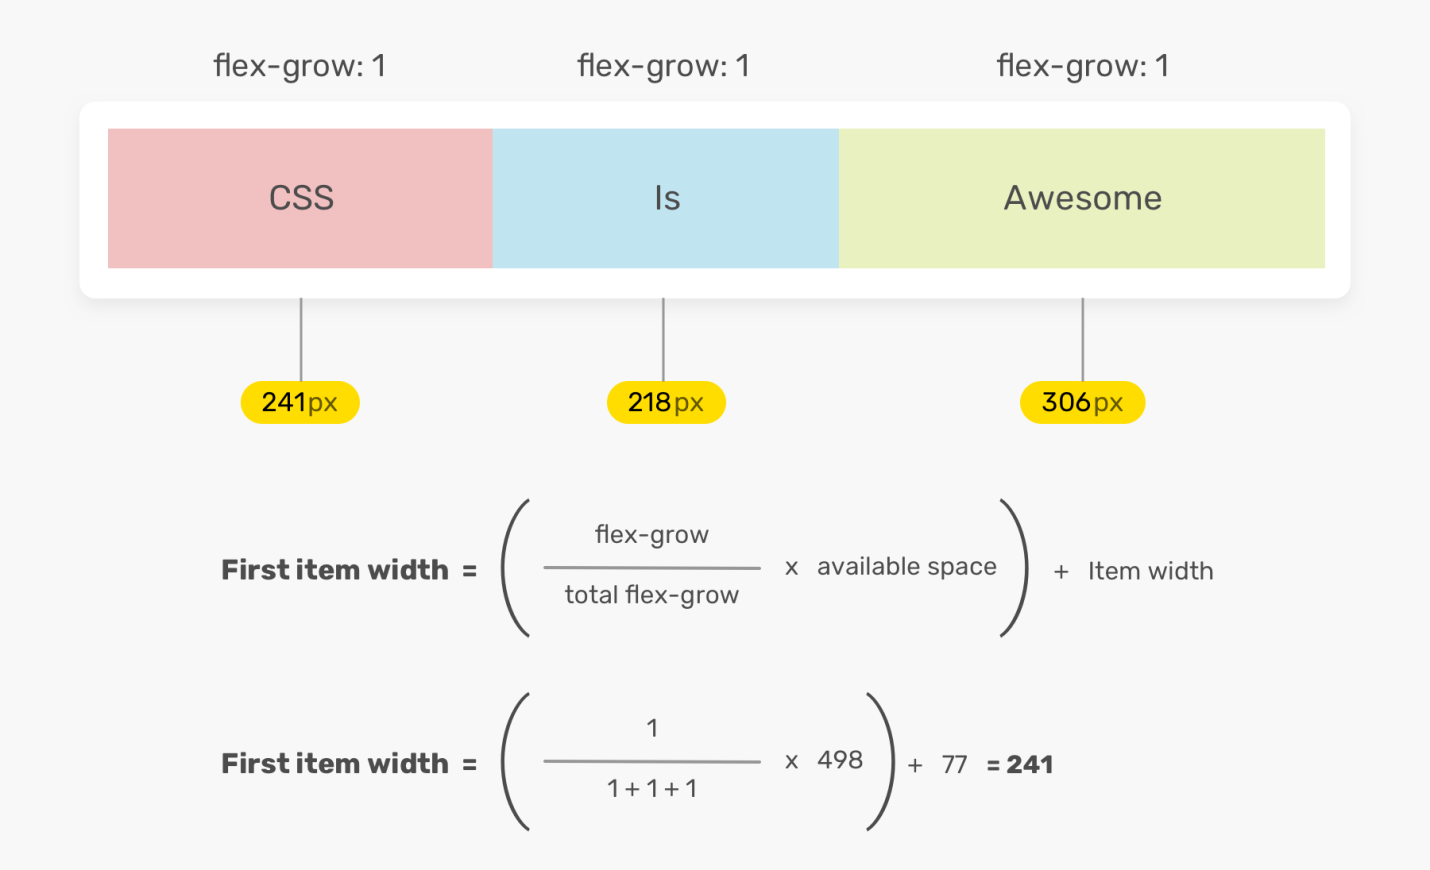 flex-grow: 1 flex-grow: 1 flex-grow: 1
CSS Is Awesome
241px 218px 306px
flex-grow
First item width = ( x available space ) + Item width
total flex-grow
1
First item width = ( x 498 ) + 77 = 241
1 + 1 + 1